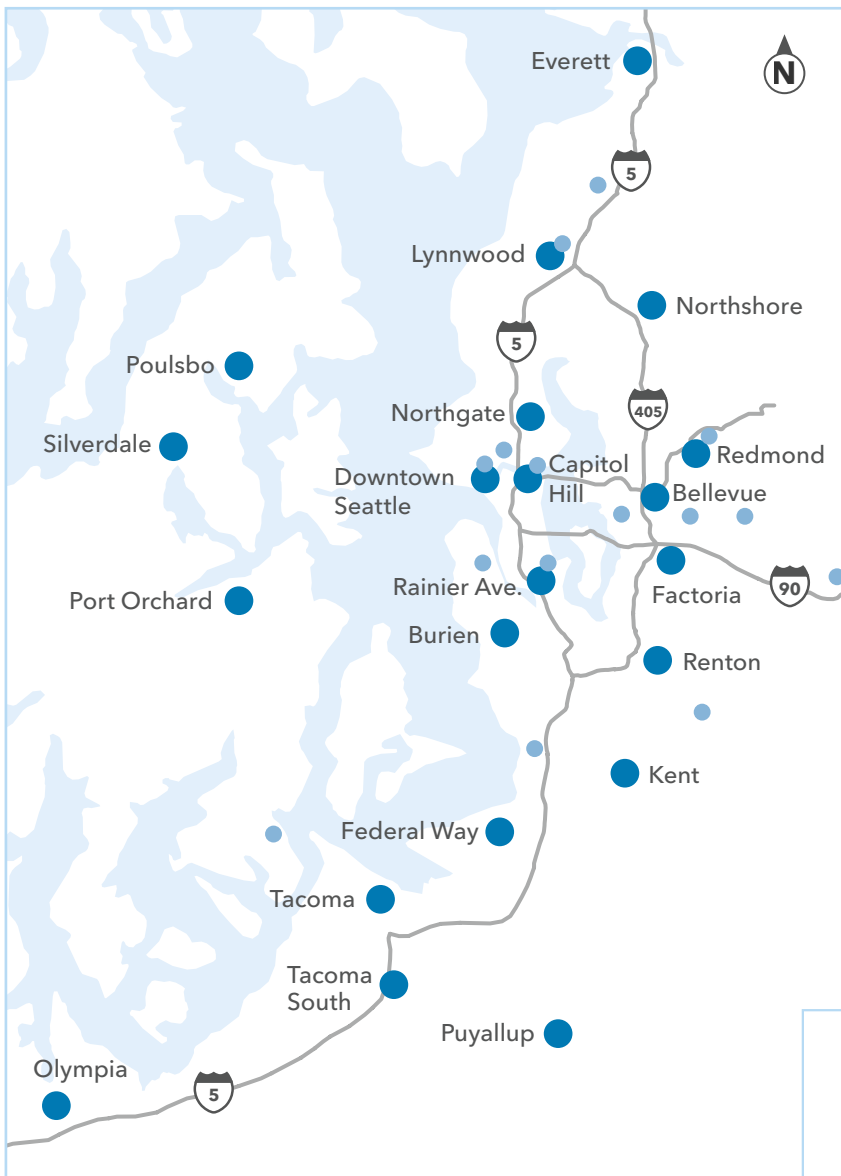 Everett
N
5
Lynnwood
Northshore
5
Poulsbo
405
Northgate
Silverdale
Redmond
Capitol
Hill
Downtown
Seattle
Bellevue
Rainier Ave.
Factoria
90
Port Orchard
Burien
Renton
Kent
Federal Way
Tacoma
Tacoma
South
Puyallup
Olympia
5